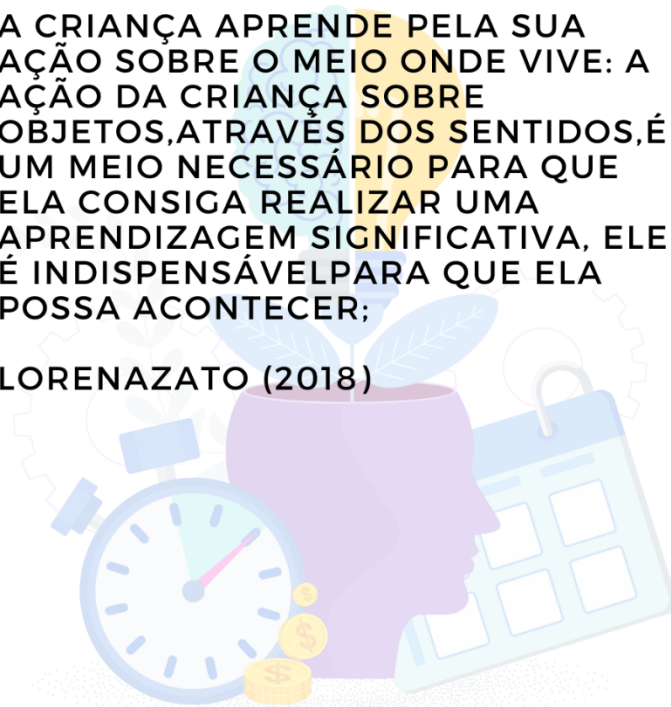 A CRIANÇA APRENDE PELA SUA
AÇÃO SOBRE O MEIO ONDE VIVE: A
AÇÃO DA CRIANÇA SOBRE
OBJETOS,ATRAVÉS DOS SENTIDOS,É
UM MEIO NECESSÁRIO PARA QUE
ELA CONSIGA REALIZAR UMA
APRENDIZAGEM SIGNIFICATIVA, ELE
É INDISPENSÁVELPARA QUE ELA
POSSA ACONTECER;
LORENAZATO (2018)
$
$
$